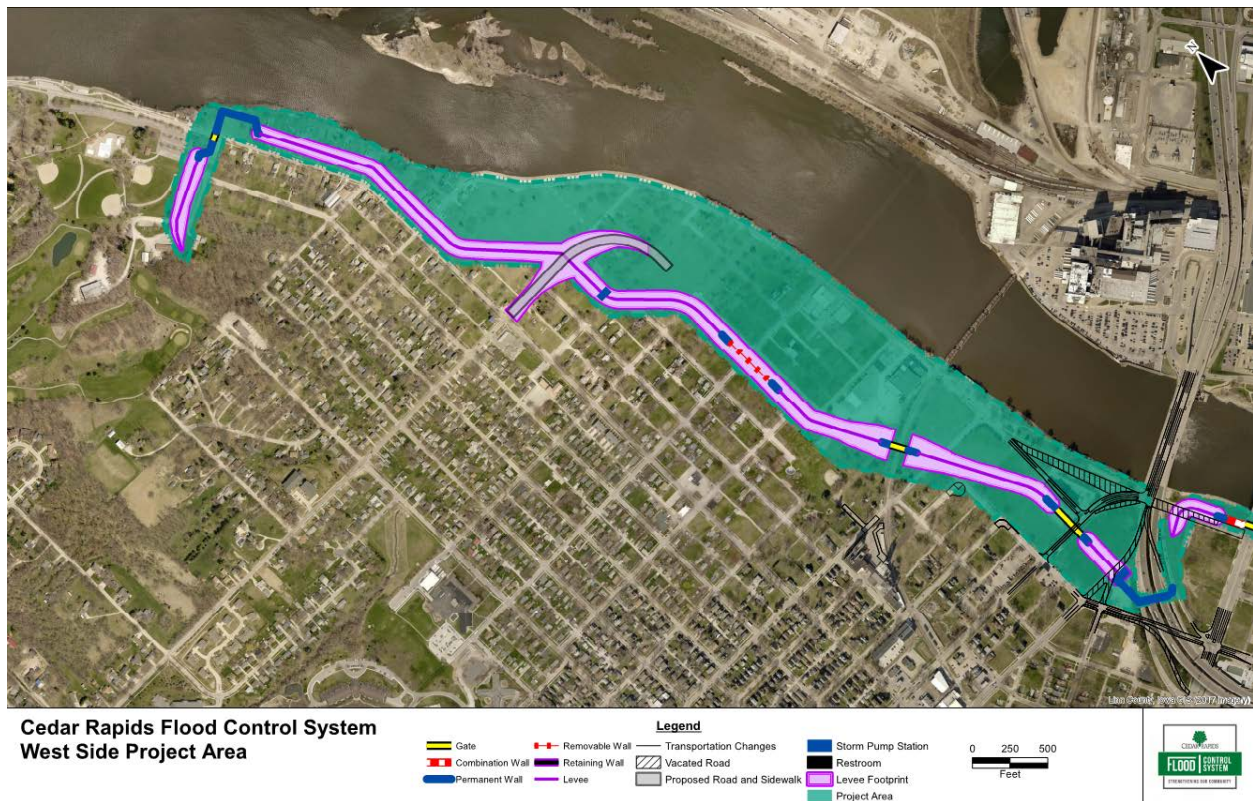 N
Linn County, Iowa GIS (2017 Imagery)
Cedar Rapids Flood Control System
West Side Project Area
Legend
Gate
Combination Wall
Permanent Wall
Removable Wall
Retaining Wall
Levee
Transportation Changes
Vacated Road
Proposed Road and Sidewalk
Storm Pump Station
Restroom
Levee Footprint
Project Area
0 250 500
Feet
CEDAR RAPIDS
FLOOD CONTROL
SYSTEM
STRENGTHENING OUR COMMUNITY